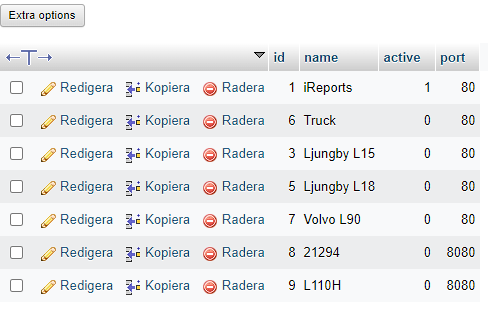 Extra options
id name active port
Redigera Kopiera Radera 1 iReports 1 80
Redigera Kopiera Radera 6 Truck 0 80
Redigera Kopiera Radera 3 Ljungby L15 0 80
Redigera Kopiera Radera 5 Ljungby L18 0 80
Redigera Kopiera Radera 7 Volvo L90 0 80
Redigera Kopiera Radera 8 21294 0 8080
Redigera Kopiera Radera 9 L110H 0 8080